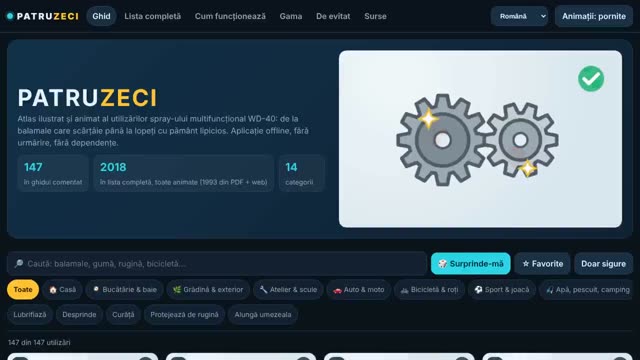 PATRUZECI
Ghid
Lista completă
Cum funcționează
Gama
De evitat
Surse
Română
Animații: pornite
PATRUZECI
Atlas ilustrat și animat al utilizărilor spray-ului multifuncțional WD-40: de la
balamale care scârțâie până la lopeți cu pământ lipicios. Aplicație offline, fără
urmărire, fără dependențe.
147
în ghidul comentat
2018
în lista completă, toate animate (1993 din PDF + web)
14
categorii
Caută: balamale, gumă, rugină, bicicletă...
Surprinde-mă
☆ Favorite
Doar sigure
Toate
Casă
Bucătărie & baie
Grădină & exterior
Atelier & scule
Auto & moto
Bicicletă & roți
Sport & joacă
Apă, pescuit, camping
Lubrifiază
Desprinde
Curăță
Protejează de rugină
Alungă umezeala
147 din 147 utilizări